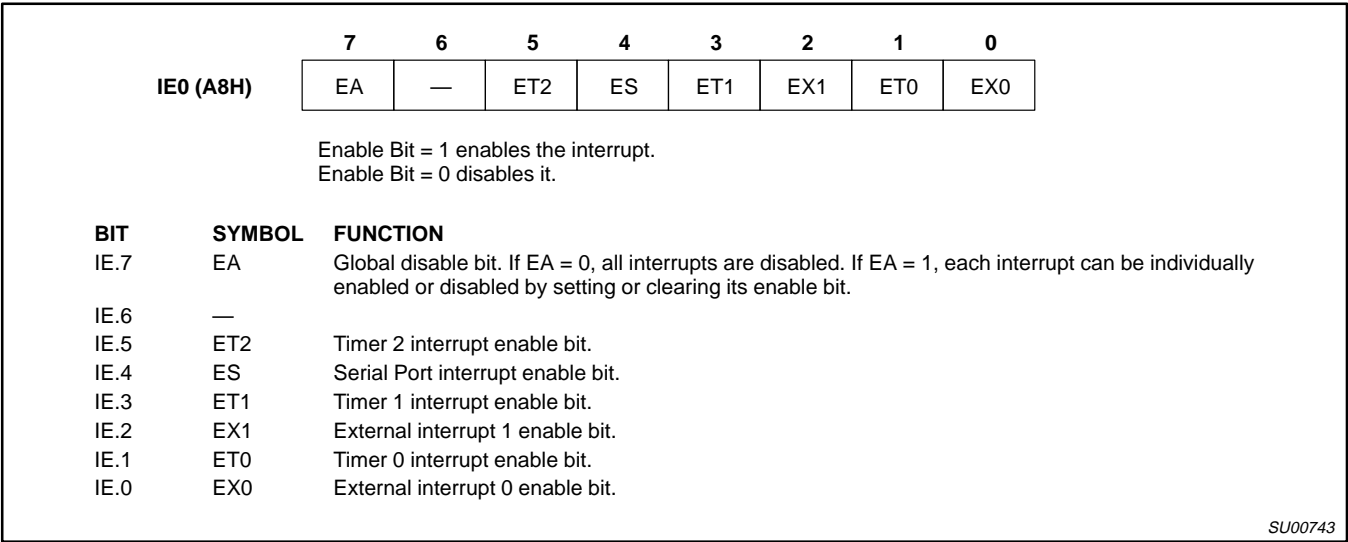 7 6 5 4 3 2 1 0
IE0 (A8H) EA — ET2 ES ET1 EX1 ET0 EX0
Enable Bit = 1 enables the interrupt.
Enable Bit = 0 disables it.
BIT SYMBOL FUNCTION
IE.7 EA Global disable bit. If EA = 0, all interrupts are disabled. If EA = 1, each interrupt can be individually
enabled or disabled by setting or clearing its enable bit.
IE.6 —
IE.5 ET2 Timer 2 interrupt enable bit.
IE.4 ES Serial Port interrupt enable bit.
IE.3 ET1 Timer 1 interrupt enable bit.
IE.2 EX1 External interrupt 1 enable bit.
IE.1 ET0 Timer 0 interrupt enable bit.
IE.0 EX0 External interrupt 0 enable bit.
SU00743